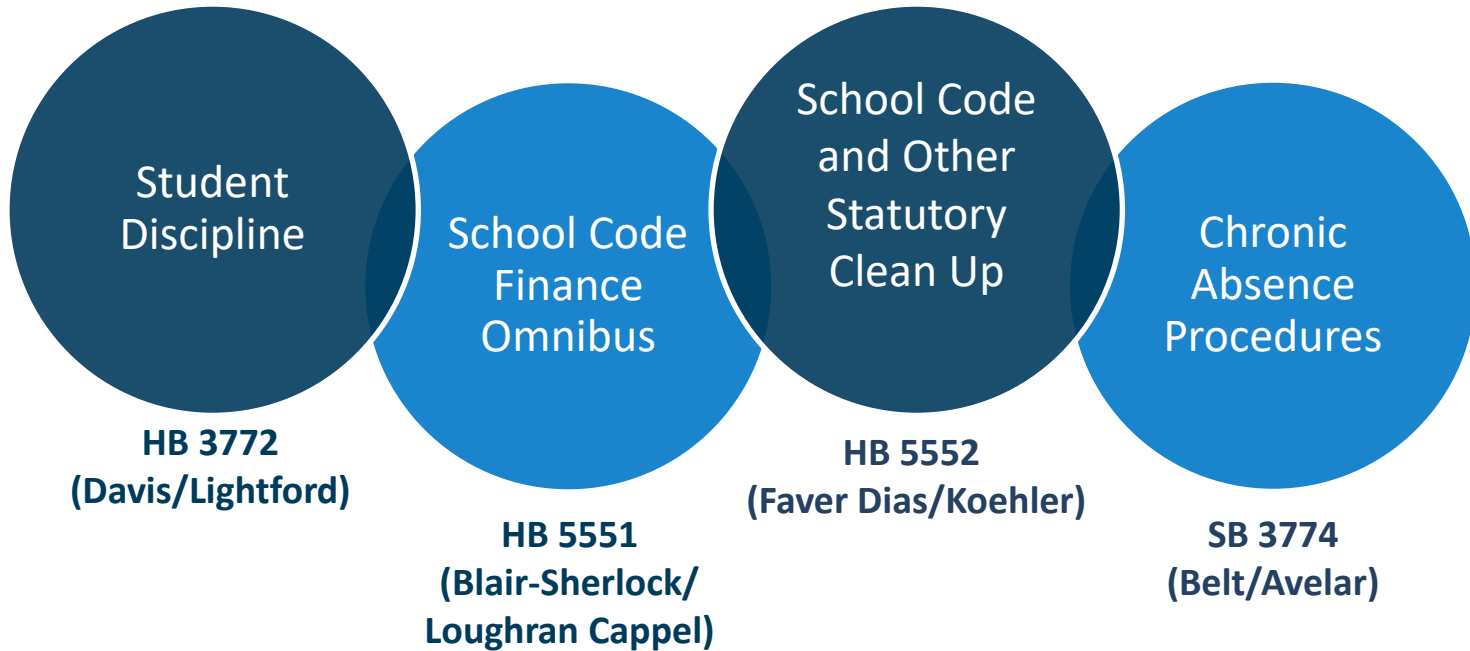 Student
Discipline
HB 3772
(Davis/Lightford)
School Code
Finance
Omnibus
HB 5551
(Blair-Sherlock/
Loughran Cappel)
School Code
and Other
Statutory
Clean Up
HB 5552
(Faver Dias/Koehler)
Chronic
Absence
Procedures
SB 3774
(Belt/Avelar)